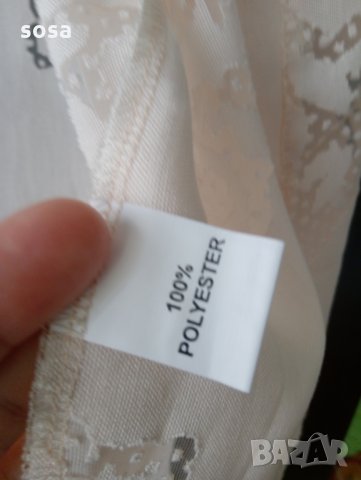 sosa
100%
POLYESTER
BAZAR